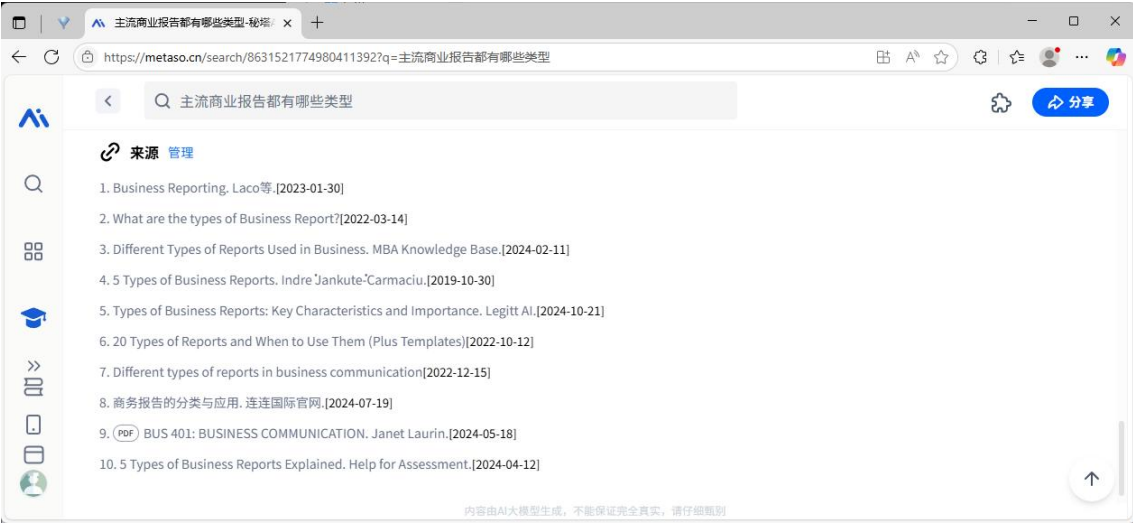 主流商业报告都有哪些类型-秘塔A
https://metaso.cn/search/8631521774980411392?q=主流商业报告都有哪些类型
主流商业报告都有哪些类型
分享
来源 管理
1. Business Reporting. Laco等.[2023-01-30]
2. What are the types of Business Report?[2022-03-14]
3. Different Types of Reports Used in Business. MBA Knowledge Base.[2024-02-11]
4. 5 Types of Business Reports. Indre ̇Jankute- ̇Carmaciu.[2019-10-30]
5. Types of Business Reports: Key Characteristics and Importance. Legitt AI.[2024-10-21]
6. 20 Types of Reports and When to Use Them (Plus Templates)[2022-10-12]
7. Different types of reports in business communication[2022-12-15]
8. 商务报告的分类与应用. 连连国际官网.[2024-07-19]
9. PDF BUS 401: BUSINESS COMMUNICATION. Janet Laurin.[2024-05-18]
10. 5 Types of Business Reports Explained. Help for Assessment.[2024-04-12]
内容由AI大模型生成，不能保证完全真实，请仔细甄别